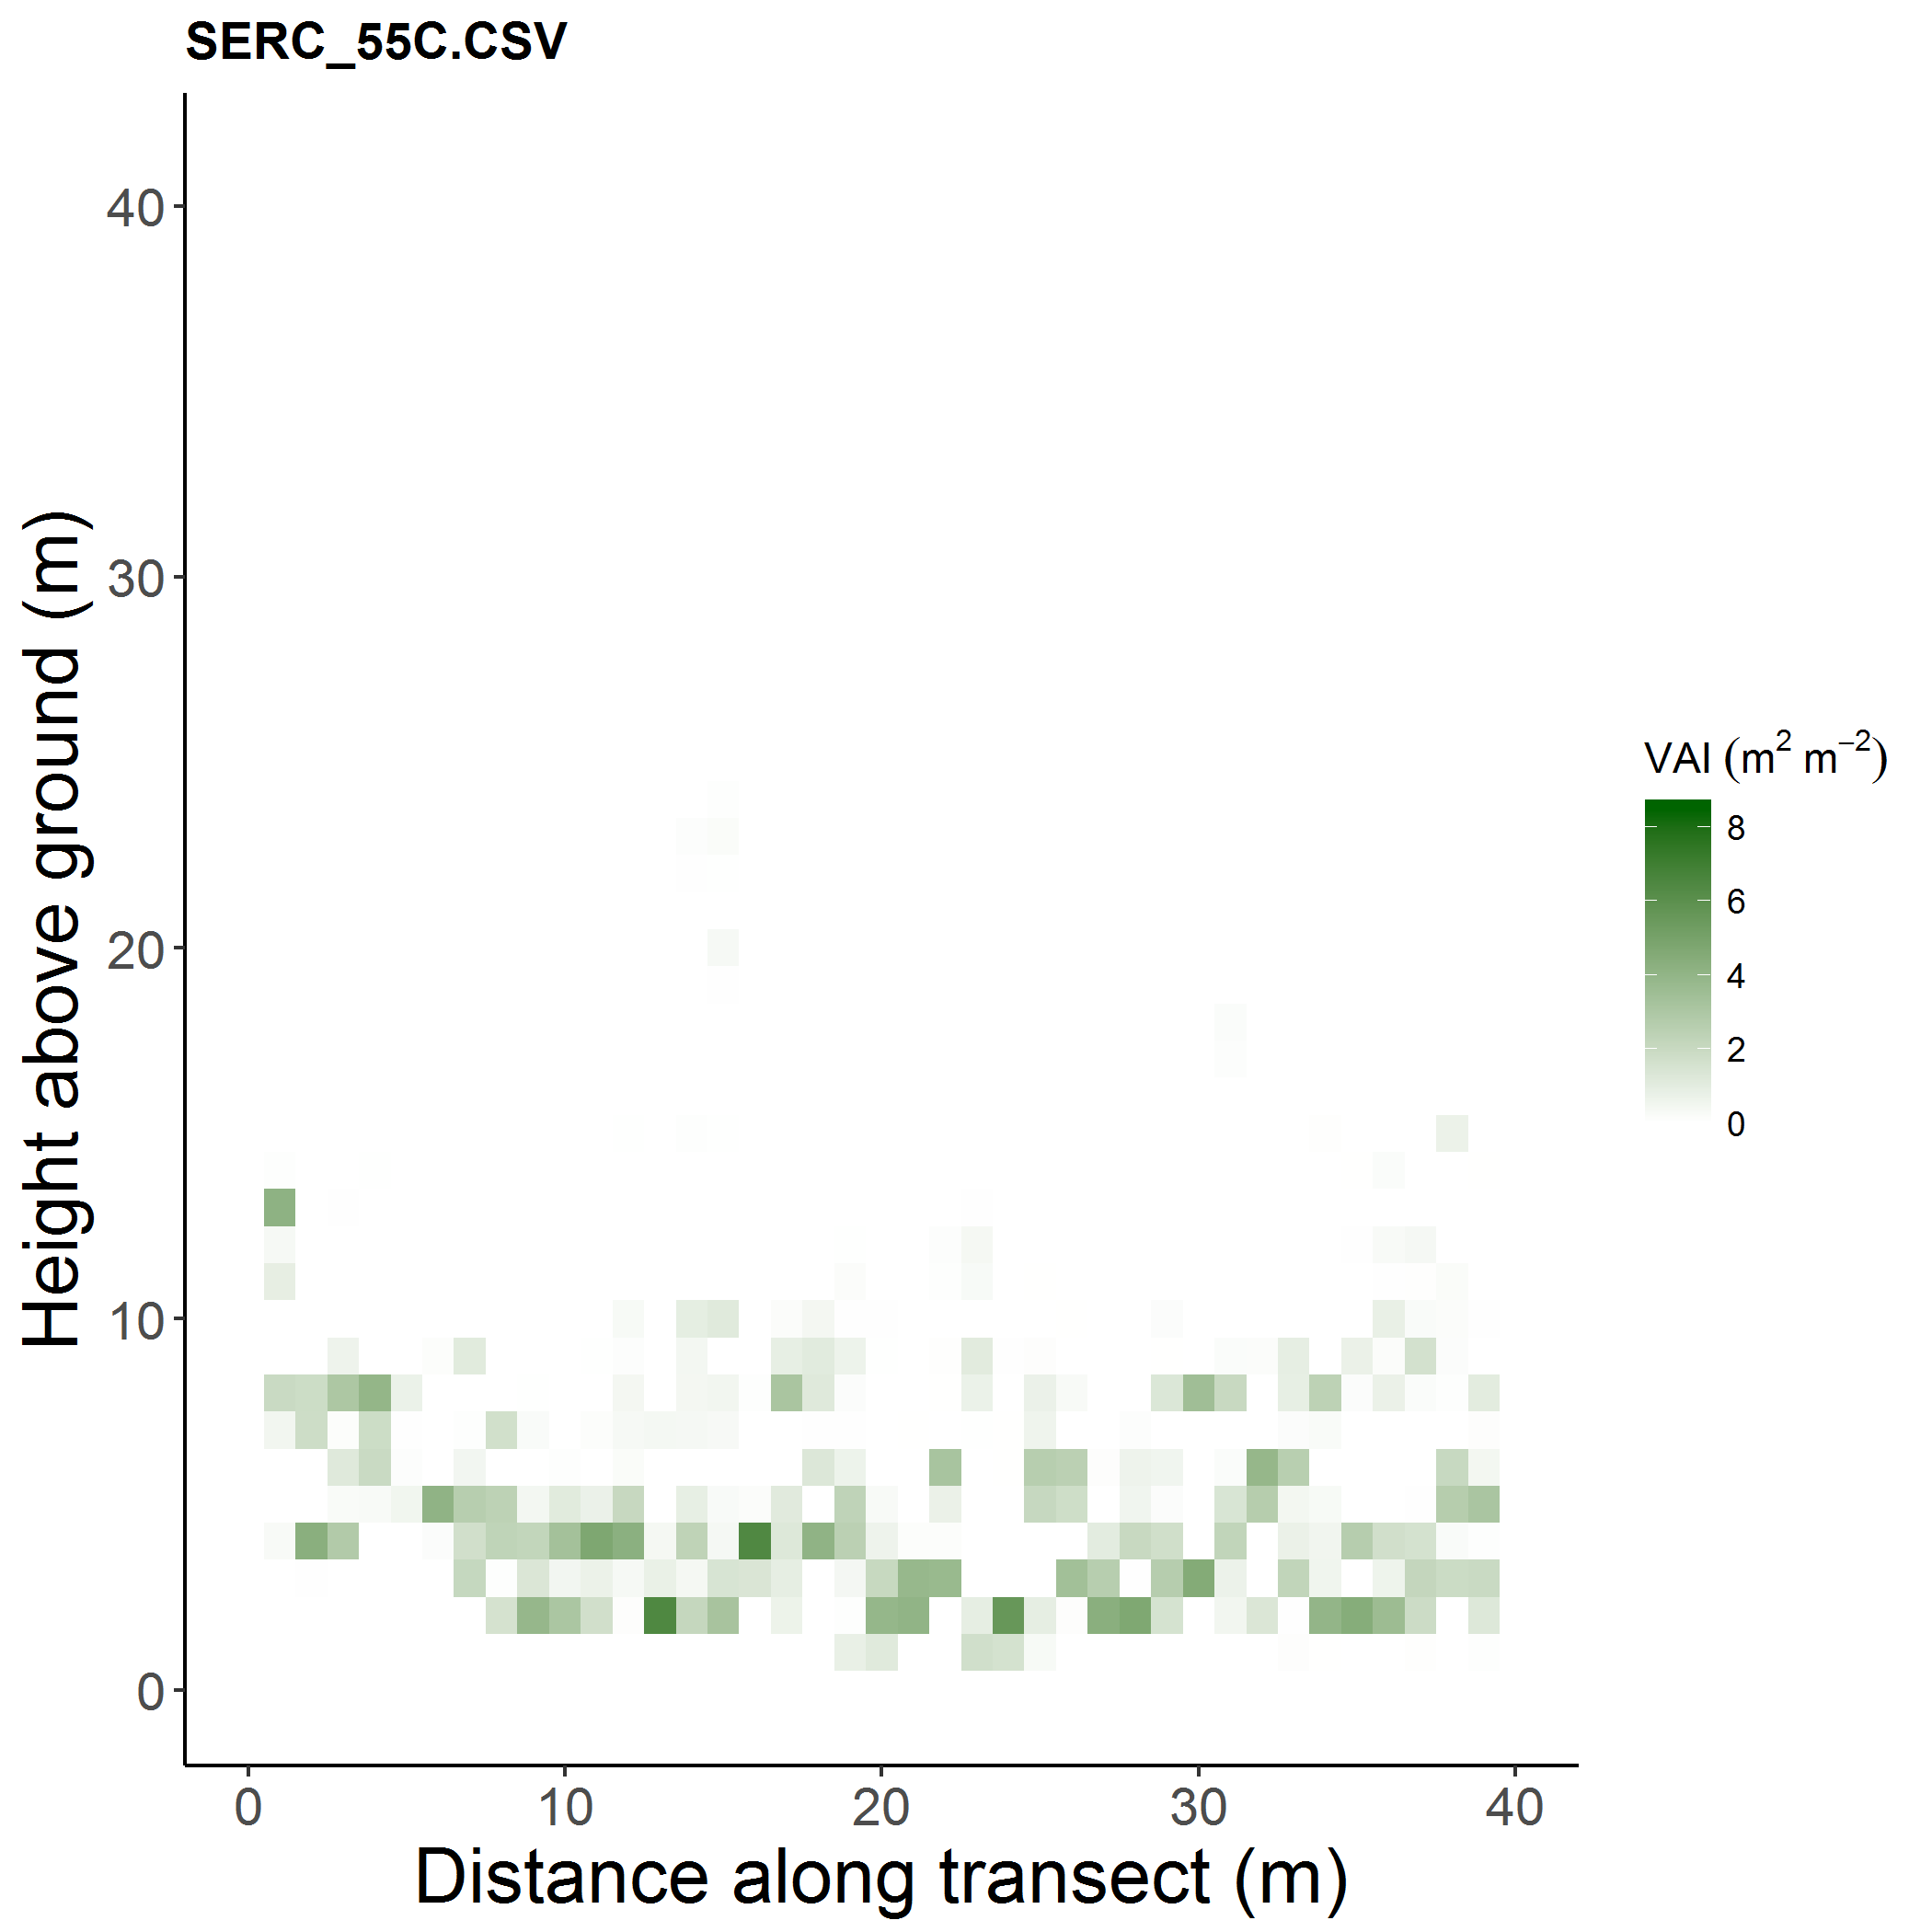 SERC_55C.CSV
40
30
20
10
0
Height above ground (m)
0 10 20 30 40
Distance along transect (m)
VAI (m² m⁻²)
8
6
4
2
0